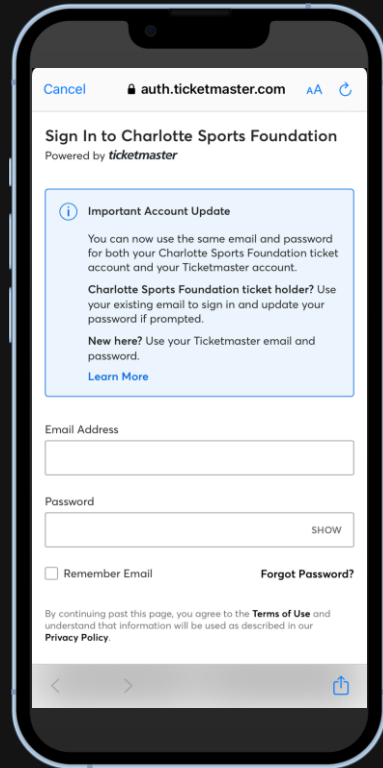 Cancel auth.ticketmaster.com AA
Sign In to Charlotte Sports Foundation
Powered by ticketmaster
Important Account Update
You can now use the same email and password
for both your Charlotte Sports Foundation ticket
account and your Ticketmaster account.
Charlotte Sports Foundation ticket holder? Use
your existing email to sign in and update your
password if prompted.
New here? Use your Ticketmaster email and
password.
Learn More
Email Address
Password
SHOW
Remember Email Forgot Password?
By continuing past this page, you agree to the Terms of Use and
understand that information will be used as described in our
Privacy Policy.